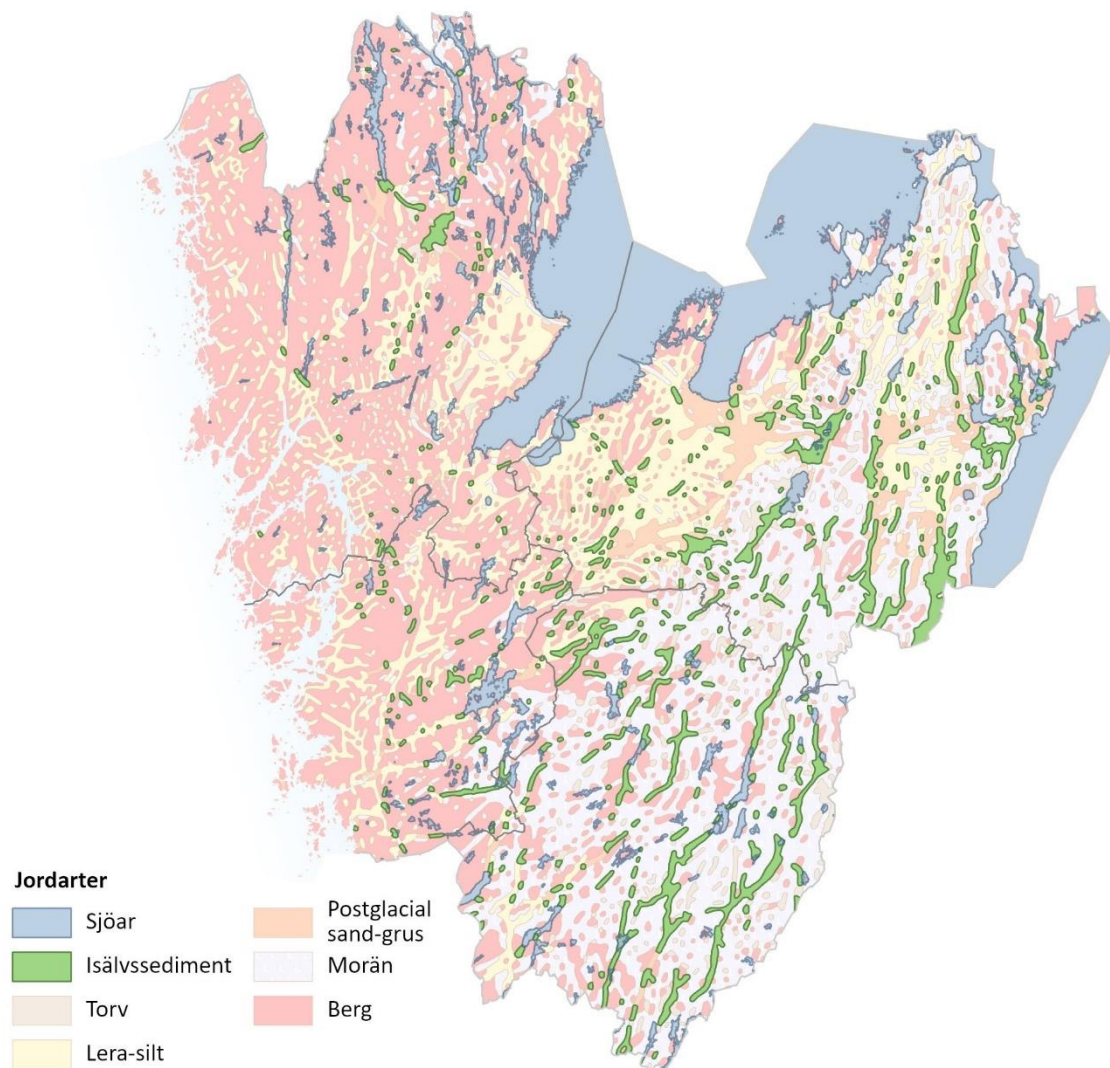 Jordarter
Sjöar
Isälvssediment
Torv
Lera-silt
Postglacial
sand-grus
Morän
Berg